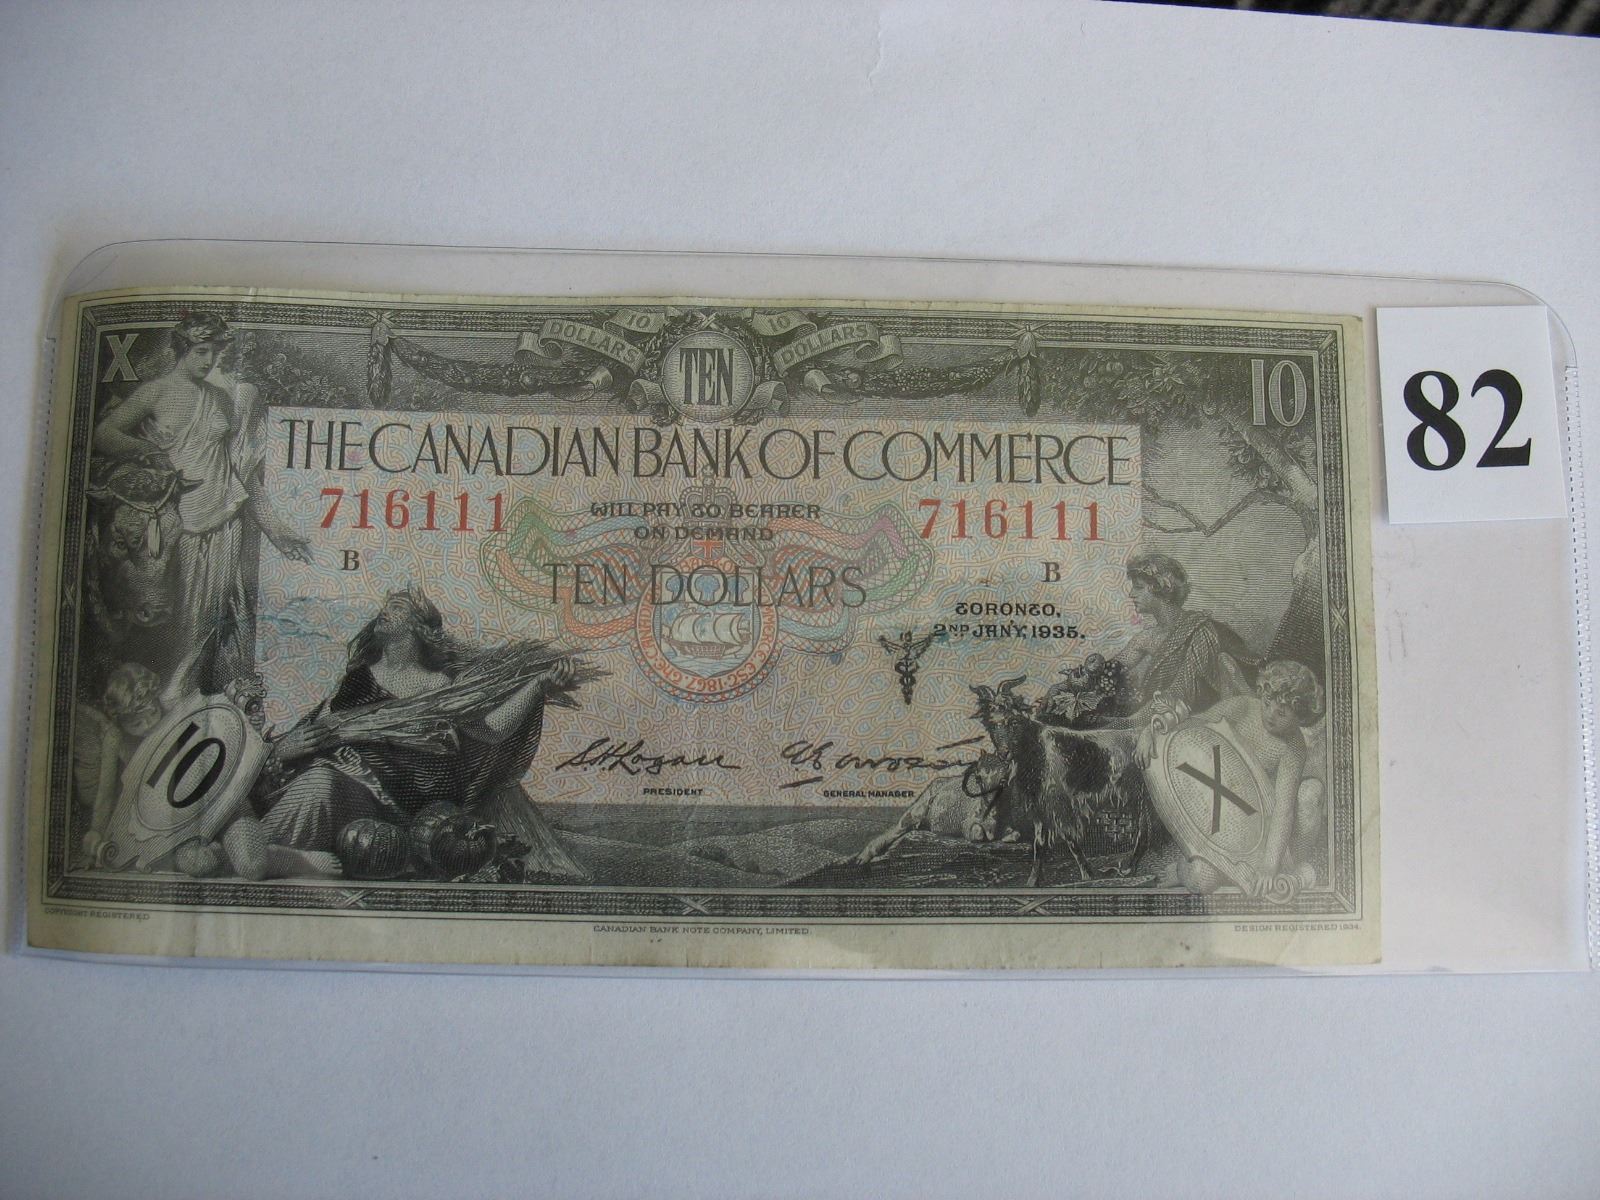 DOLLARS 10 10 DOLLARS
X TEN 10
82
THE CANADIAN BANK OF COMMERCE
716111 716111
WILL PAY TO BEARER
ON DEMAND
B B
TEN DOLLARS
TORONTO,
2ND JAN'Y, 1935.
10 X
S.H. Logan
PRESIDENT GENERAL MANAGER
COPYRIGHT REGISTERED
CANADIAN BANK NOTE COMPANY, LIMITED.
DESIGN REGISTERED 1934.